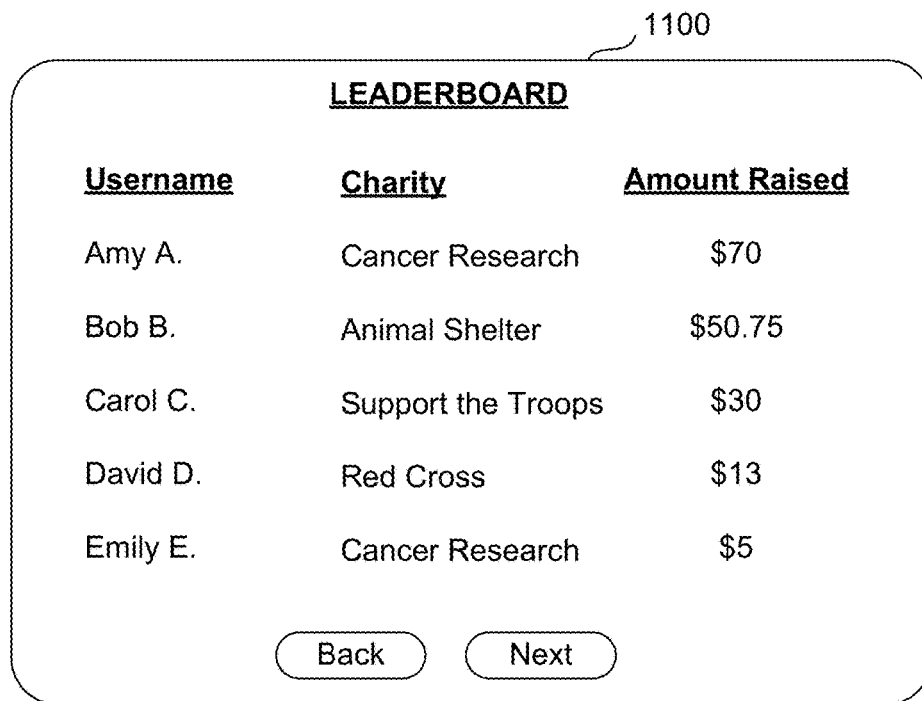 1100
LEADERBOARD
Username Charity Amount Raised
Amy A. Cancer Research $70
Bob B. Animal Shelter $50.75
Carol C. Support the Troops $30
David D. Red Cross $13
Emily E. Cancer Research $5
Back Next